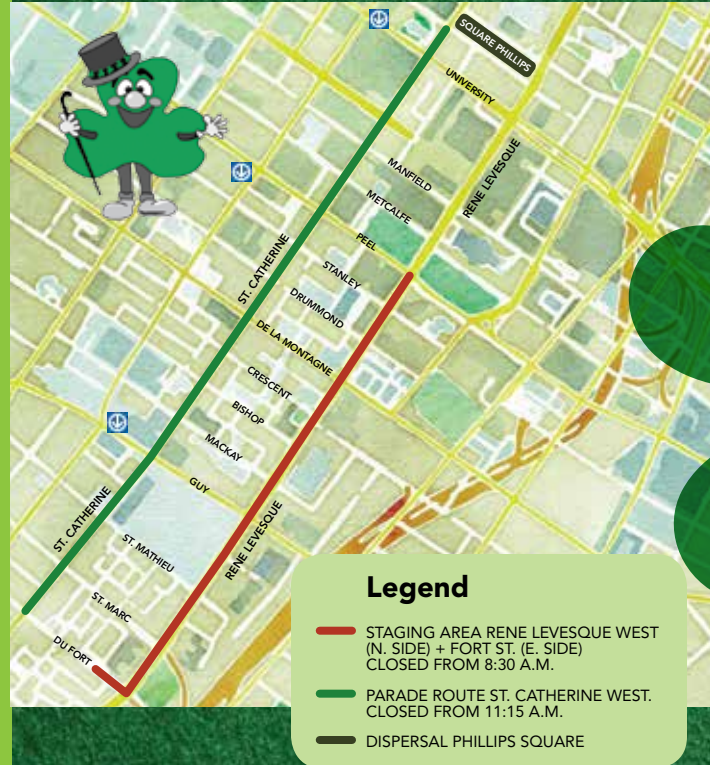 SQUARE PHILLIPS
UNIVERSITY
RENE LEVESQUE
MANFIELD
METCALFE
PEEL
ST. CATHERINE
STANLEY
DRUMMOND
DE LA MONTAGNE
CRESCENT
BISHOP
MACKAY
GUY
ST. CATHERINE
RENE LEVESQUE
ST. MATHIEU
ST. MARC
DU FORT
Legend
STAGING AREA RENE LEVESQUE WEST
(N. SIDE) + FORT ST. (E. SIDE)
CLOSED FROM 8:30 A.M.
PARADE ROUTE ST. CATHERINE WEST.
CLOSED FROM 11:15 A.M.
DISPERSAL PHILLIPS SQUARE